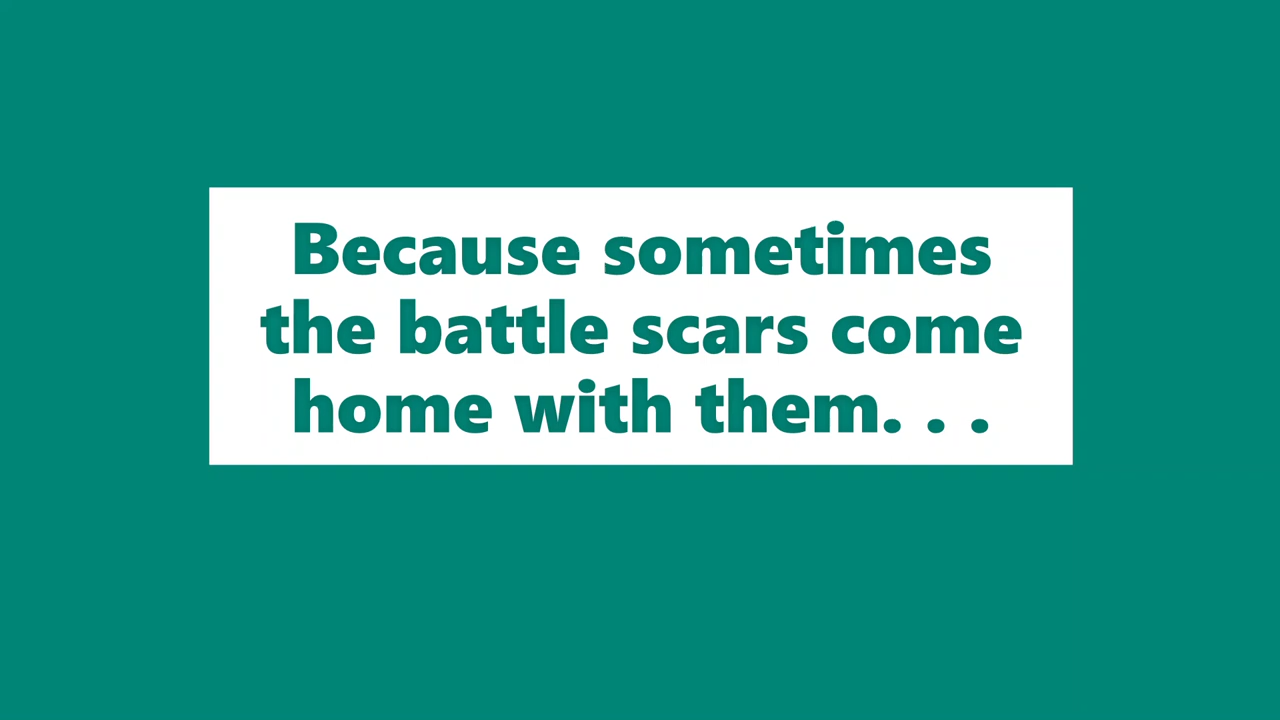 Because sometimes
the battle scars come
home with them. . .